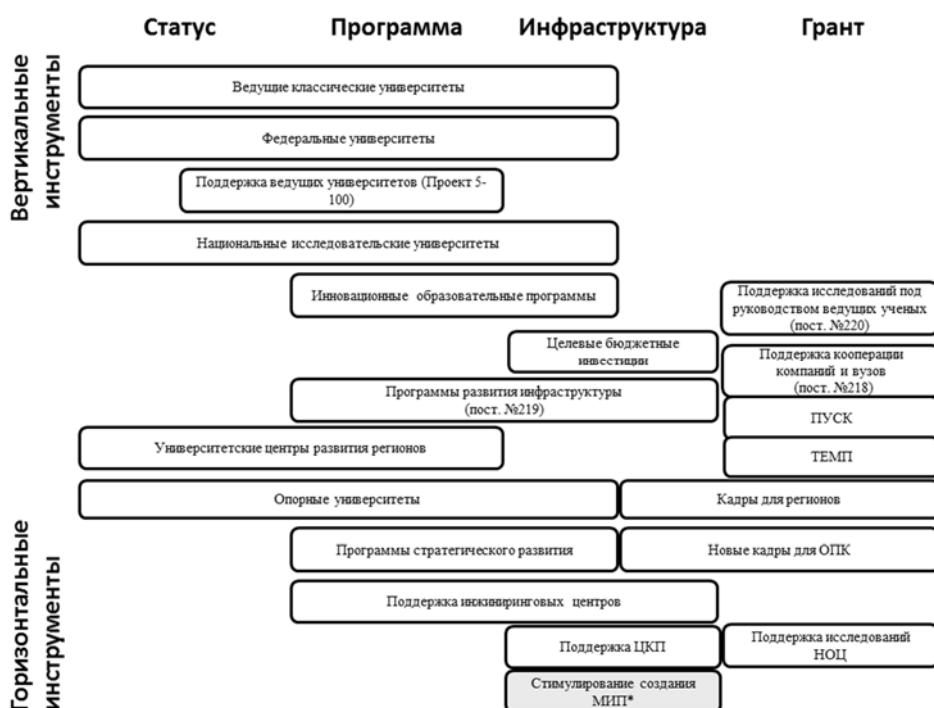 Статус Программа Инфраструктура Грант
Вертикальные
инструменты
Ведущие классические университеты
Федеральные университеты
Поддержка ведущих университетов (Проект 5-
100)
Национальные исследовательские университеты
Инновационные образовательные программы
Поддержка исследований под
руководством ведущих ученых
(пост. №220)
Целевые бюджетные
инвестиции
Поддержка кооперации
компаний и вузов
(пост. №218)
Программы развития инфраструктуры
(пост. №219)
ПУСК
Университетские центры развития регионов
ТЕМП
Горизонтальные
инструменты
Опорные университеты
Кадры для регионов
Программы стратегического развития
Новые кадры для ОПК
Поддержка инжиниринговых центров
Поддержка ЦКП
Поддержка исследований
НОЦ
Стимулирование создания
МИП*